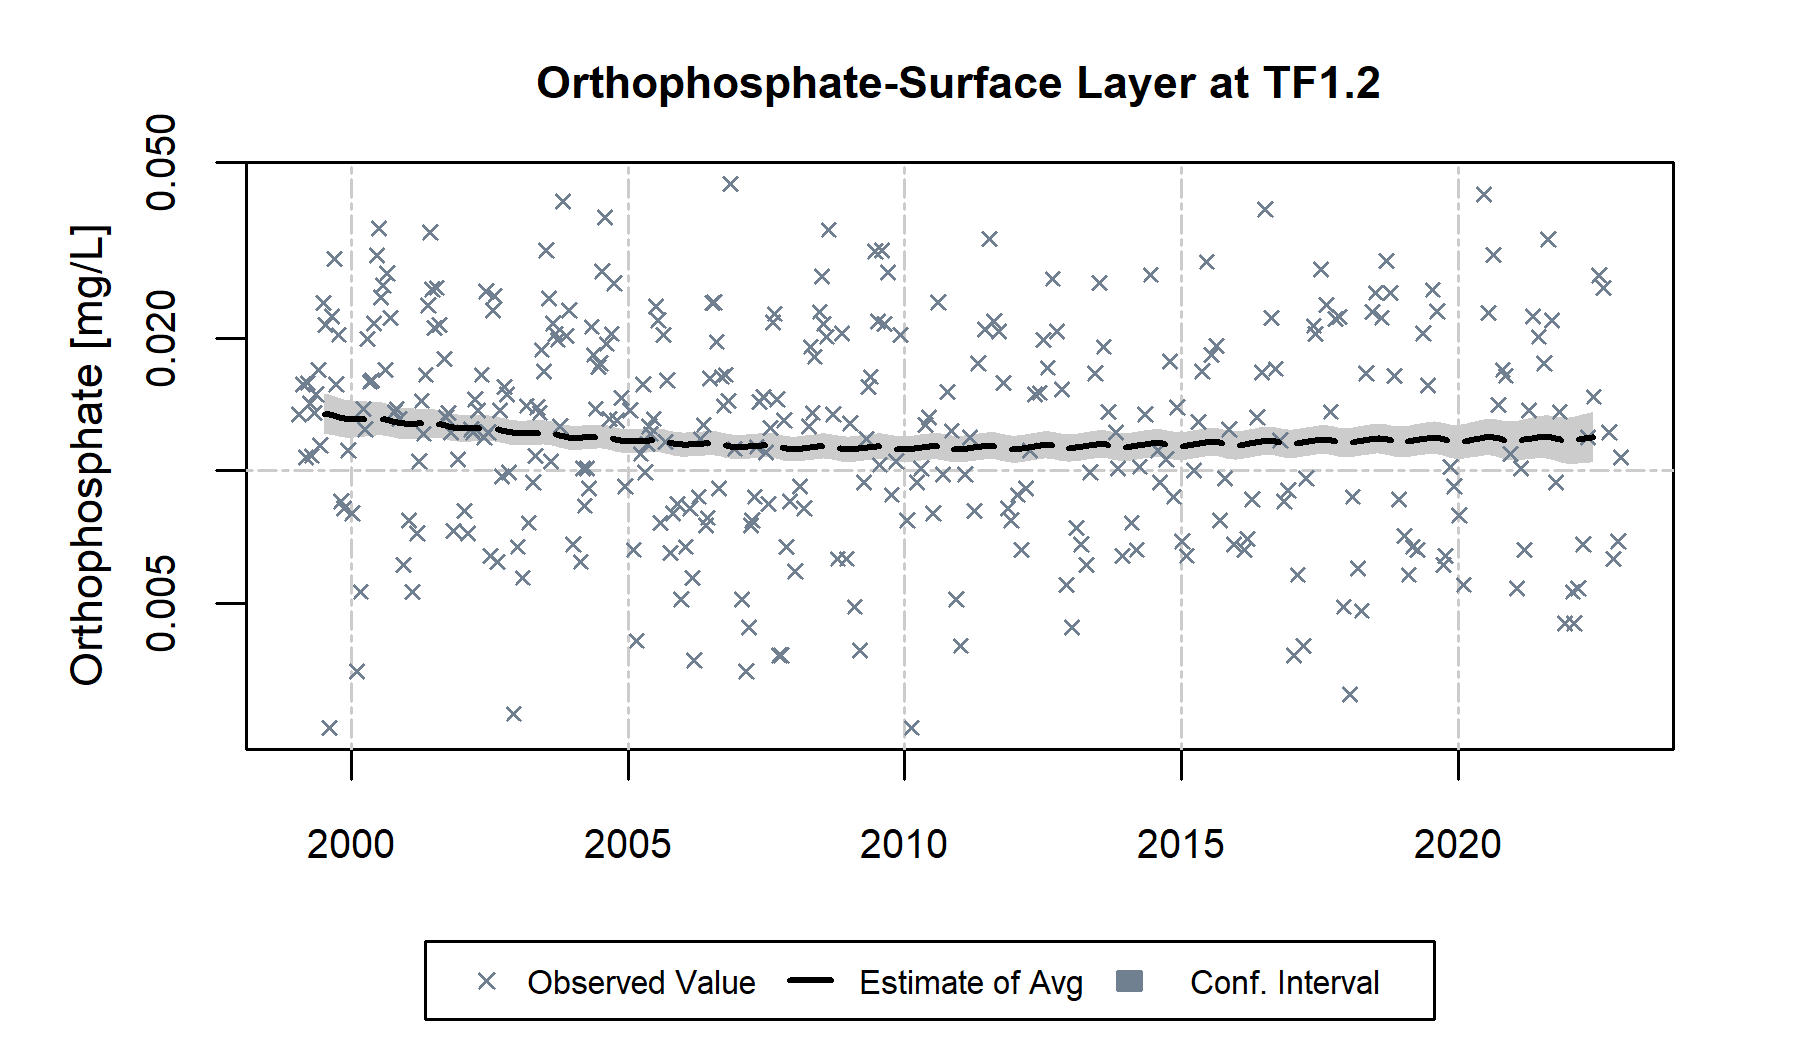 Orthophosphate-Surface Layer at TF1.2
Orthophosphate [mg/L]
0.050
0.020
0.005
2000 2005 2010 2015 2020
Observed Value Estimate of Avg Conf. Interval